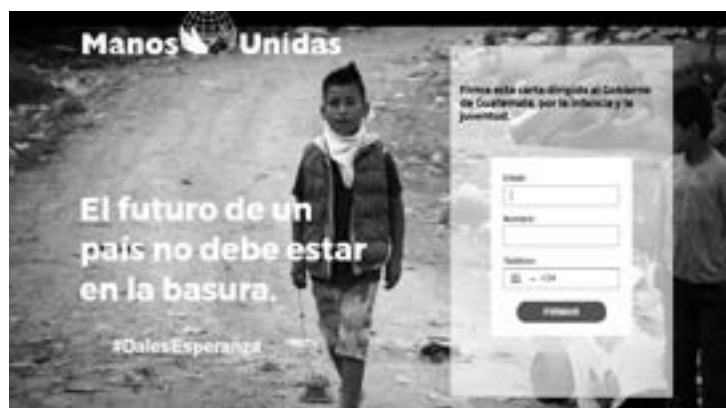 Manos Unidas
El futuro de un
país no debe estar
en la basura.
#DalesEsperanza
Firma esta carta dirigida al Gobierno
de Guatemala, por la infancia y la
juventud.
Email
Nombre
Teléfono
+34